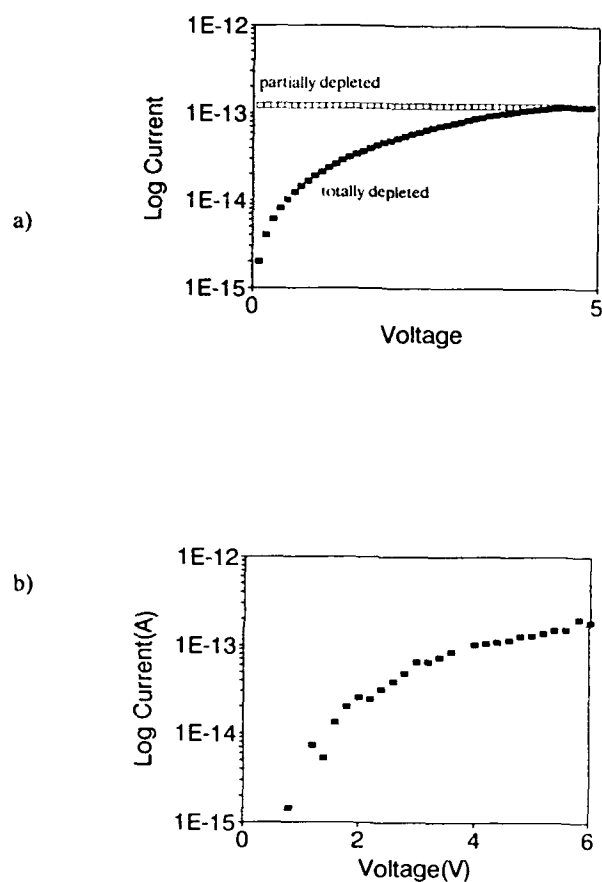 a)
1E-12
1E-13
1E-14
1E-15
Log Current
partially depleted
totally depleted
0
5
Voltage
b)
1E-12
1E-13
1E-14
1E-15
Log Current(A)
0
2
4
6
Voltage(V)